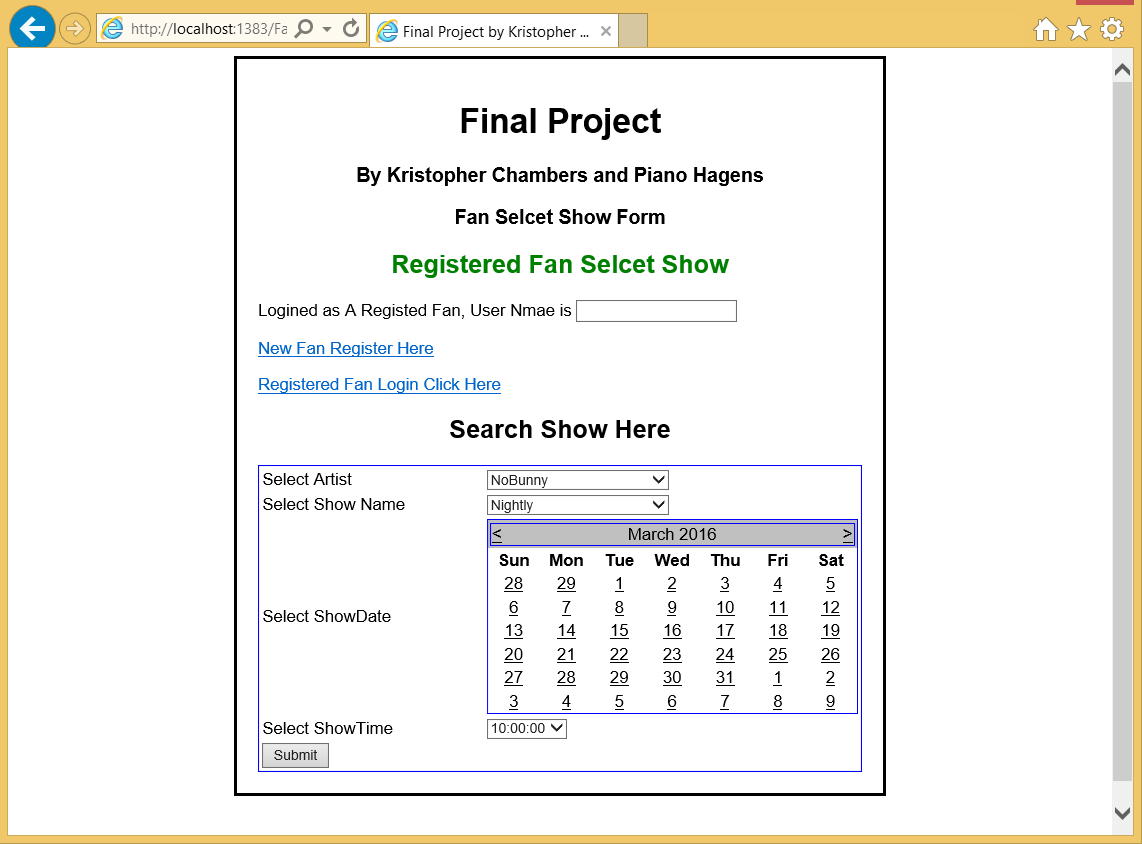 http://localhost:1383/Fa
Final Project by Kristopher ...
Final Project
By Kristopher Chambers and Piano Hagens
Fan Selcet Show Form
Registered Fan Selcet Show
Logined as A Registed Fan, User Nmae is
New Fan Register Here
Registered Fan Login Click Here
Search Show Here
Select Artist NoBunny
Select Show Name Nightly
< March 2016 >
Sun Mon Tue Wed Thu Fri Sat
28 29 1 2 3 4 5
6 7 8 9 10 11 12
Select ShowDate
13 14 15 16 17 18 19
20 21 22 23 24 25 26
27 28 29 30 31 1 2
3 4 5 6 7 8 9
Select ShowTime 10:00:00
Submit